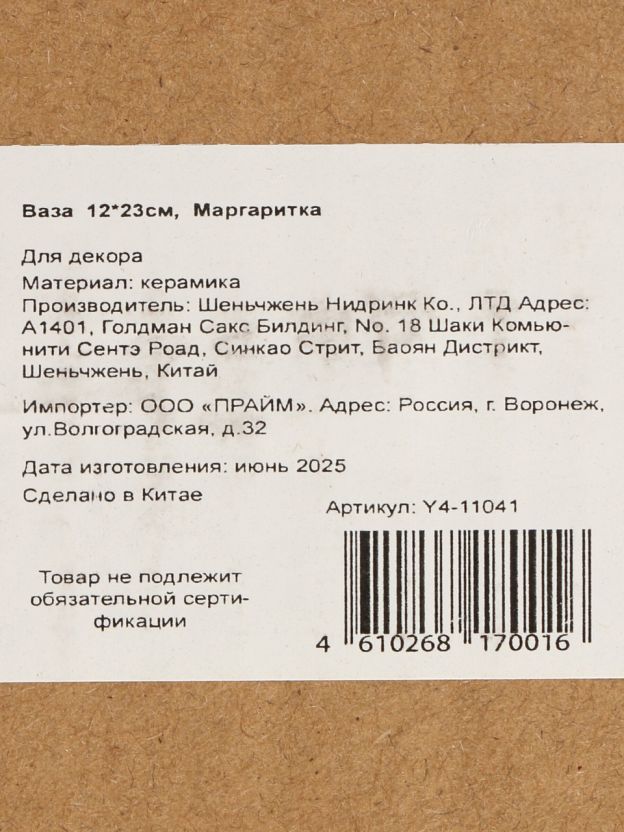 Ваза 12*23см, Маргаритка
Для декора
Материал: керамика
Производитель: Шеньчжень Нидринк Ко., ЛТД Адрес:
А1401, Голдман Сакс Билдинг, No. 18 Шаки Комью-
нити Сентэ Роад, Синкао Стрит, Баоян Дистрикт,
Шеньчжень, Китай
Импортер: ООО «ПРАЙМ». Адрес: Россия, г. Воронеж,
ул.Волгоградская, д.32
Дата изготовления: июнь 2025
Сделано в Китае
Артикул: Y4-11041
Товар не подлежит
обязательной серти-
фикации
4 610268 170016